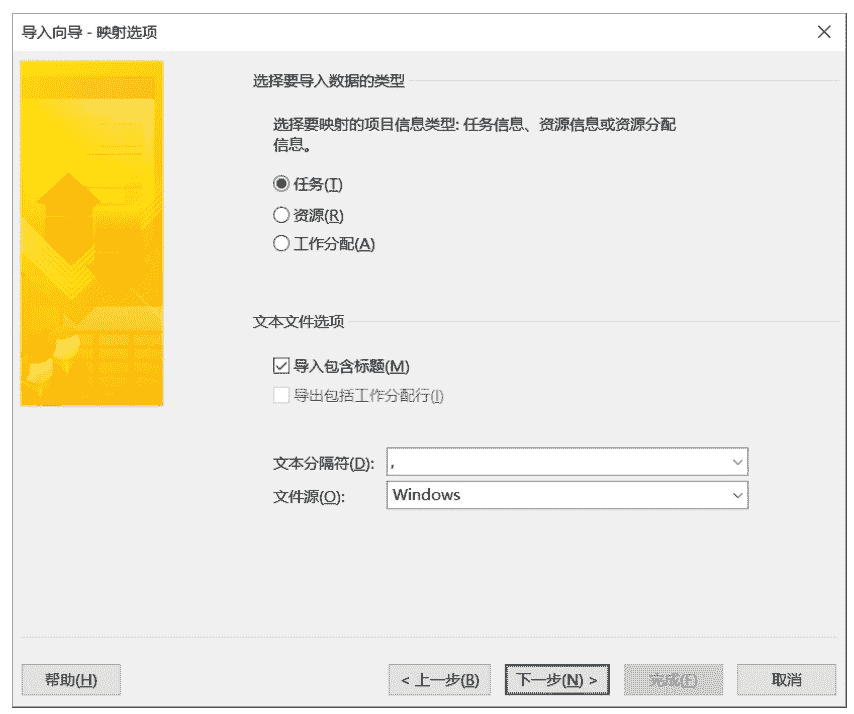 导入向导 - 映射选项
选择要导入数据的类型
选择要映射的项目信息类型: 任务信息、资源信息或资源分配
信息。
任务(T)
资源(R)
工作分配(A)
文本文件选项
导入包含标题(M)
导出包括工作分配行(I)
文本分隔符(D): ,
文件源(O): Windows
帮助(H) < 上一步(B) 下一步(N) > 完成(F) 取消